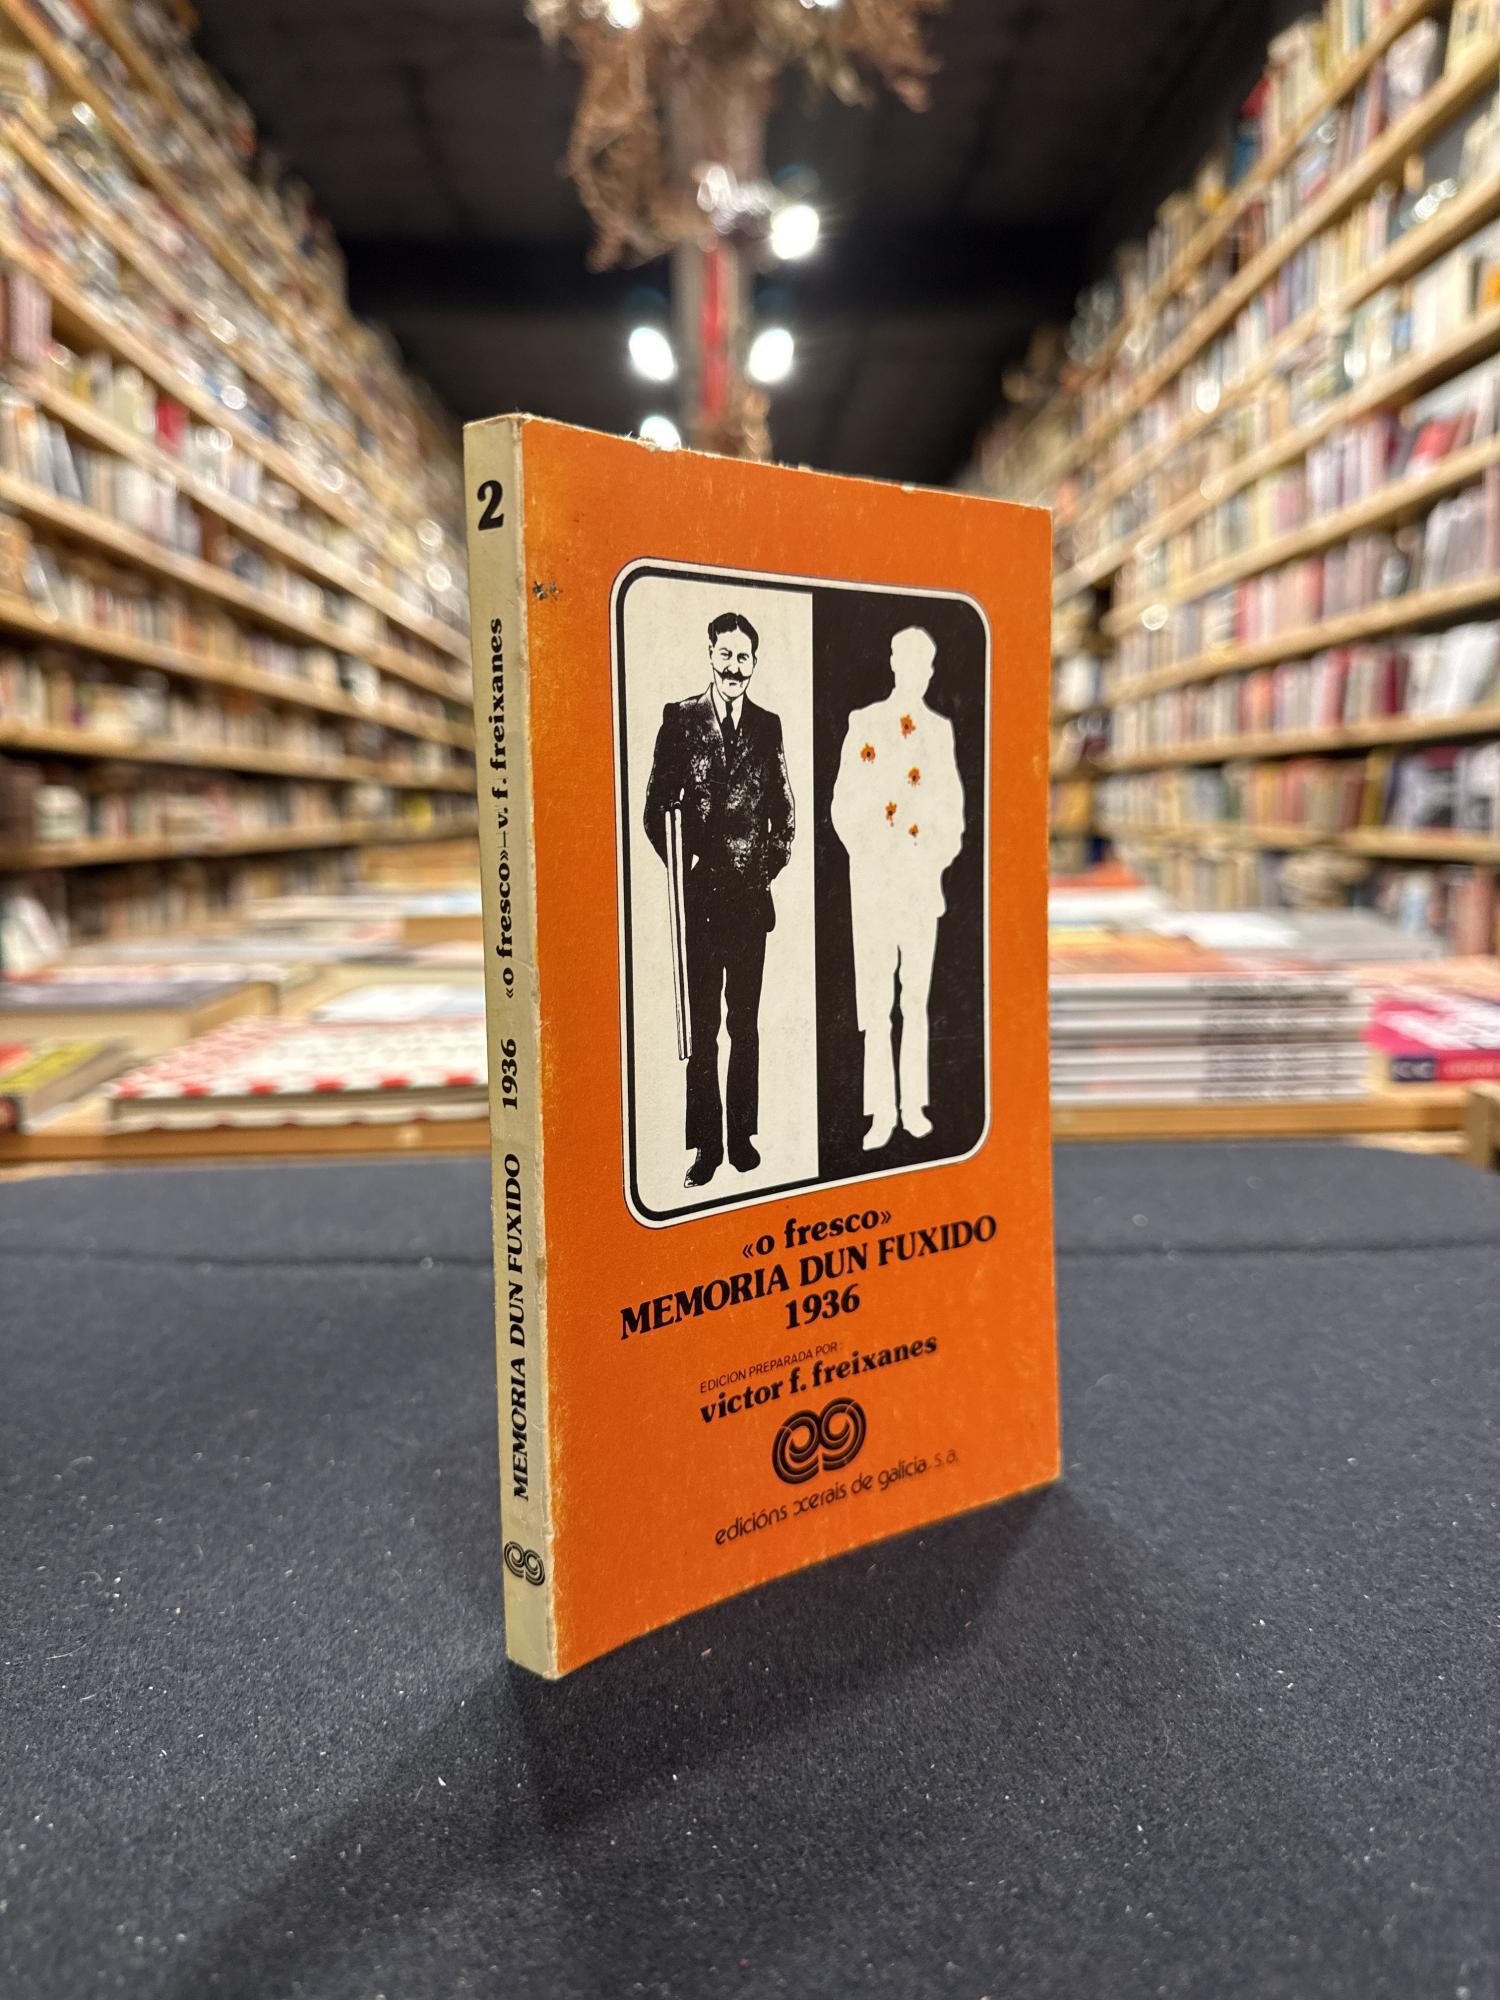 2
MEMORIA DUN FUXIDO 1936 «o fresco»—v. f. freixanes
«o fresco»
MEMORIA DUN FUXIDO
1936
EDICION PREPARADA POR:
victor f. freixanes
edicións xerais de galicia, s.a.